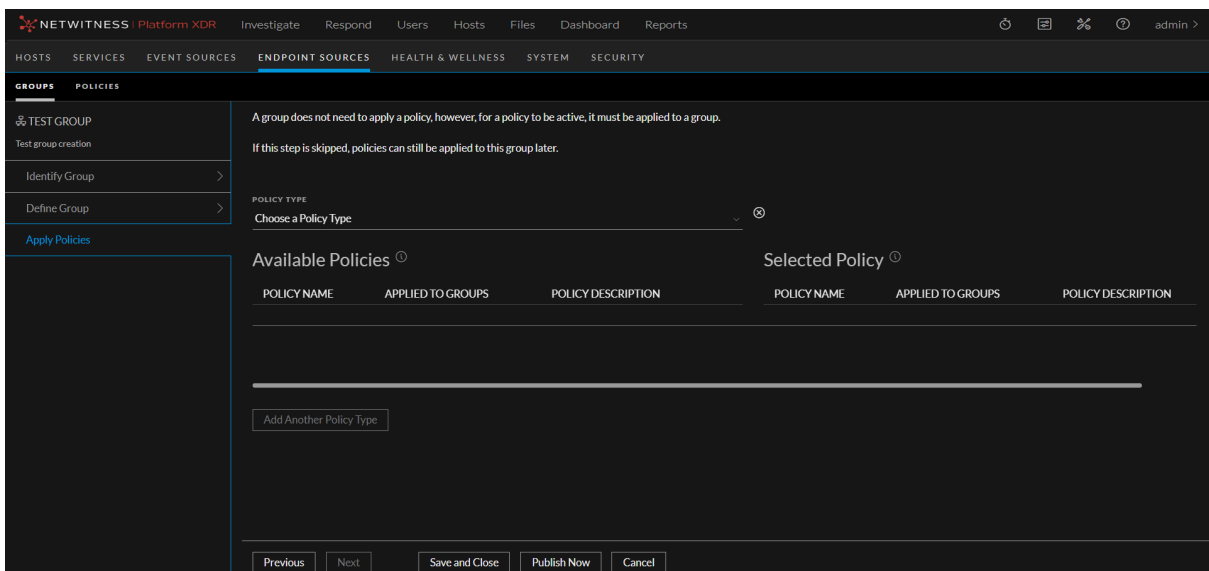 NETWITNESS Platform XDR Investigate Respond Users Hosts Files Dashboard Reports admin >
HOSTS SERVICES EVENT SOURCES ENDPOINT SOURCES HEALTH & WELLNESS SYSTEM SECURITY
GROUPS POLICIES
TEST GROUP
Test group creation
Identify Group
Define Group
Apply Policies
A group does not need to apply a policy, however, for a policy to be active, it must be applied to a group.
If this step is skipped, policies can still be applied to this group later.
POLICY TYPE
Choose a Policy Type
Available Policies
POLICY NAME APPLIED TO GROUPS POLICY DESCRIPTION
Selected Policy
POLICY NAME APPLIED TO GROUPS POLICY DESCRIPTION
Add Another Policy Type
Previous Next Save and Close Publish Now Cancel